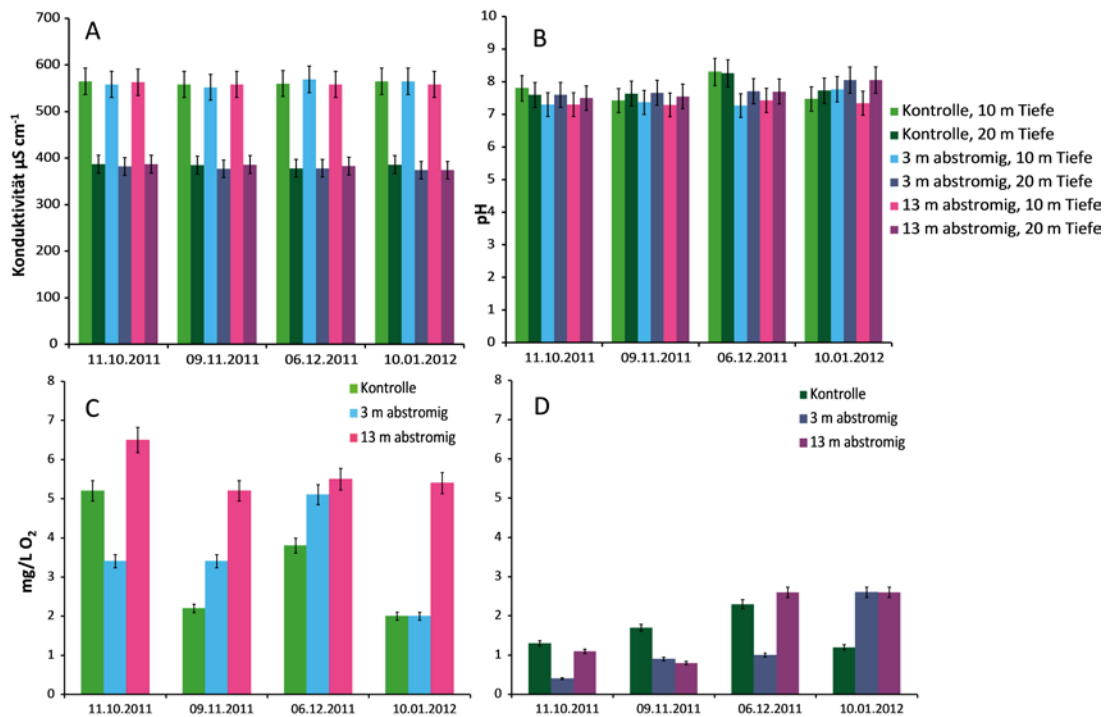 A
Konduktivität µS cm⁻¹
700
600
500
400
300
200
100
0
11.10.2011 09.11.2011 06.12.2011 10.01.2012
B
pH
10
9
8
7
6
5
4
3
2
1
0
11.10.2011 09.11.2011 06.12.2011 10.01.2012
Kontrolle, 10 m Tiefe
Kontrolle, 20 m Tiefe
3 m abstromig, 10 m Tiefe
3 m abstromig, 20 m Tiefe
13 m abstromig, 10 m Tiefe
13 m abstromig, 20 m Tiefe
C
mg/L O₂
8
7
6
5
4
3
2
1
0
11.10.2011 09.11.2011 06.12.2011 10.01.2012
Kontrolle
3 m abstromig
13 m abstromig
D
8
7
6
5
4
3
2
1
0
11.10.2011 09.11.2011 06.12.2011 10.01.2012
Kontrolle
3 m abstromig
13 m abstromig